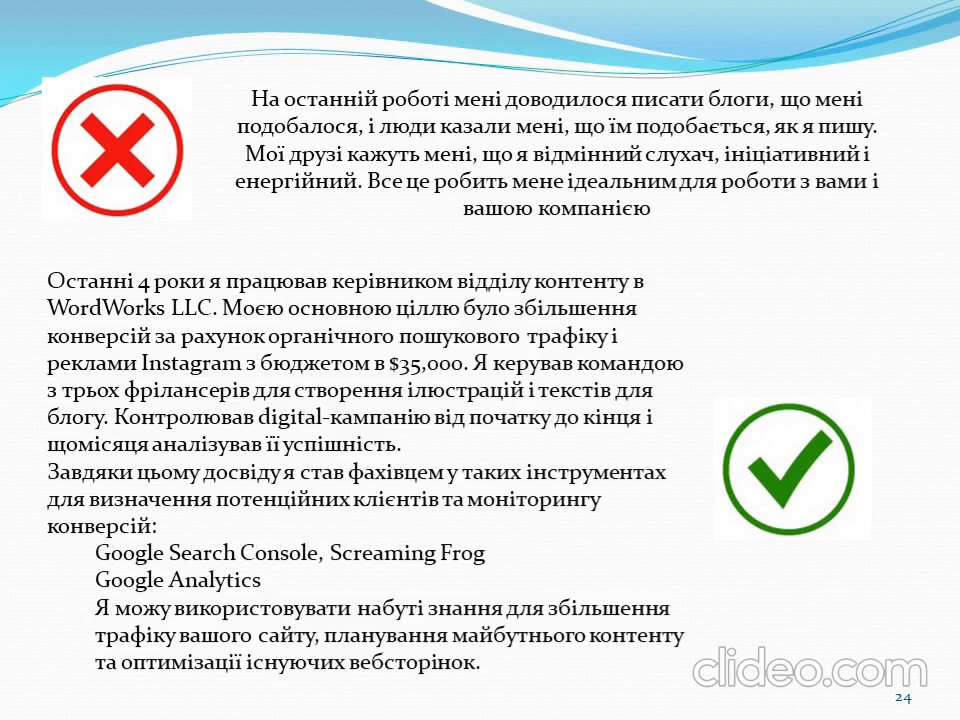 На останній роботі мені доводилося писати блоги, що мені
подобалося, і люди казали мені, що їм подобається, як я пишу.
Мої друзі кажуть мені, що я відмінний слухач, ініціативний і
енергійний. Все це робить мене ідеальним для роботи з вами і
вашою компанією
Останні 4 роки я працював керівником відділу контенту в
WordWorks LLC. Моєю основною ціллю було збільшення
конверсій за рахунок органічного пошукового трафіку і
реклами Instagram з бюджетом в $35,000. Я керував командою
з трьох фрілансерів для створення ілюстрацій і текстів для
блогу. Контролював digital-кампанію від початку до кінця і
щомісяця аналізував її успішність.
Завдяки цьому досвіду я став фахівцем у таких інструментах
для визначення потенційних клієнтів та моніторингу
конверсій:
Google Search Console, Screaming Frog
Google Analytics
Я можу використовувати набуті знання для збільшення
трафіку вашого сайту, планування майбутнього контенту
та оптимізації існуючих вебсторінок.
clideo.com
24